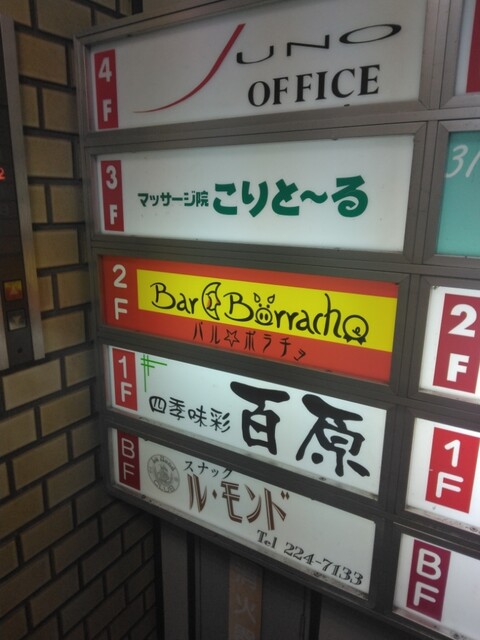 4F
JUNO
OFFICE
3F
マッサージ院 こりと～る
31
2F
Bar Borracho
バル☆ボラチョ
2F
1F
四季味彩 百原
1F
BF
スナック
ル・モンド
Tel 224-7133
BF
火